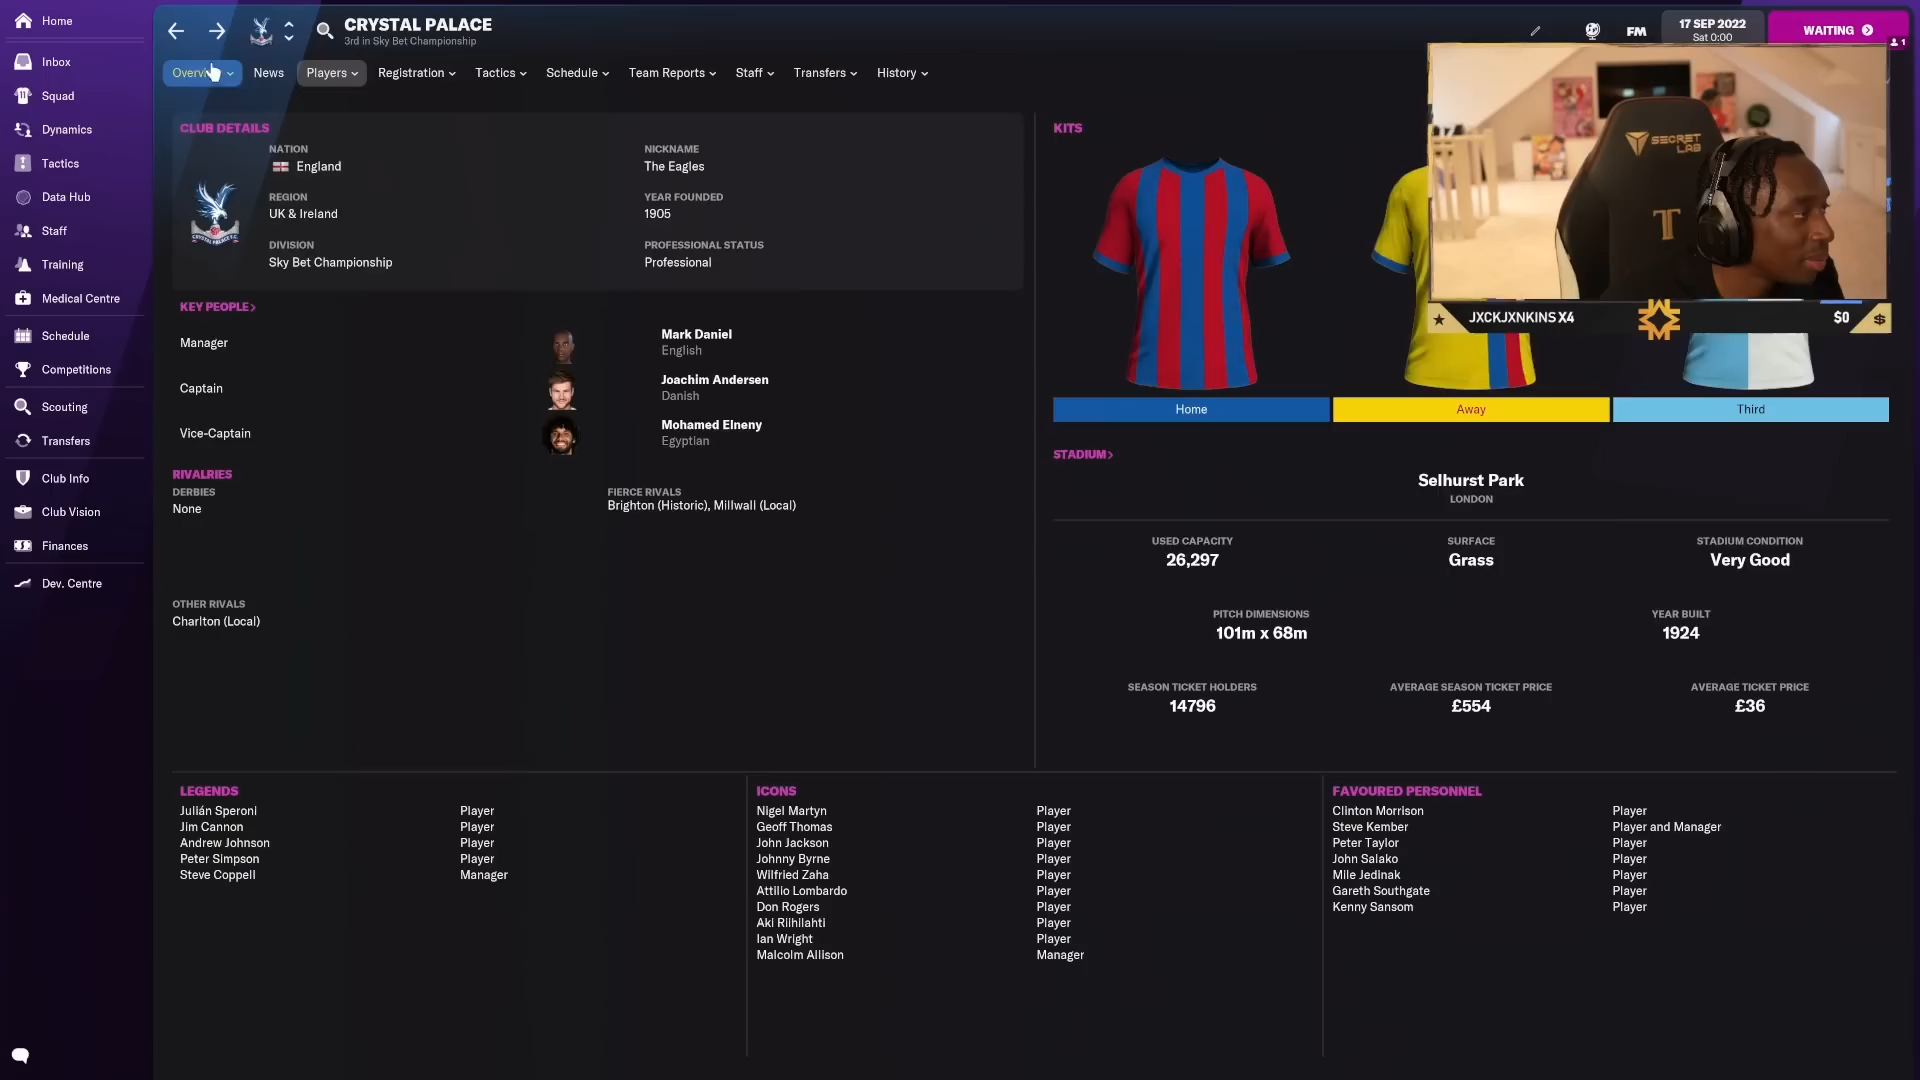 Home
Inbox
Squad
Dynamics
Tactics
Data Hub
Staff
Training
Medical Centre
Schedule
Competitions
Scouting
Transfers
Club Info
Club Vision
Finances
Dev. Centre
CRYSTAL PALACE
3rd in Sky Bet Championship
FM
17 SEP 2022
Sat 0:00
WAITING
1
News
Players
Registration
Tactics
Schedule
Team Reports
Staff
Transfers
History
CLUB DETAILS
NATION
England
NICKNAME
The Eagles
REGION
UK & Ireland
YEAR FOUNDED
1905
DIVISION
Sky Bet Championship
PROFESSIONAL STATUS
Professional
KEY PEOPLE>
Manager
Mark Daniel
English
Captain
Joachim Andersen
Danish
Vice-Captain
Mohamed Elneny
Egyptian
RIVALRIES
DERBIES
None
FIERCE RIVALS
Brighton (Historic), Millwall (Local)
OTHER RIVALS
Charlton (Local)
KITS
SECRET
LAB
JXCKJXNKINS X4
$0
Home
Away
Third
STADIUM>
Selhurst Park
LONDON
USED CAPACITY
26,297
SURFACE
Grass
STADIUM CONDITION
Very Good
PITCH DIMENSIONS
101m x 68m
YEAR BUILT
1924
SEASON TICKET HOLDERS
14796
AVERAGE SEASON TICKET PRICE
£554
AVERAGE TICKET PRICE
£36
LEGENDS
Julián Speroni Player
Jim Cannon Player
Andrew Johnson Player
Peter Simpson Player
Steve Coppell Manager
ICONS
Nigel Martyn Player
Geoff Thomas Player
John Jackson Player
Johnny Byrne Player
Wilfried Zaha Player
Attilio Lombardo Player
Don Rogers Player
Aki Riihilahti Player
Ian Wright Player
Malcolm Allison Manager
FAVOURED PERSONNEL
Clinton Morrison Player
Steve Kember Player and Manager
Peter Taylor Player
John Salako Player
Mile Jedinak Player
Gareth Southgate Player
Kenny Sansom Player